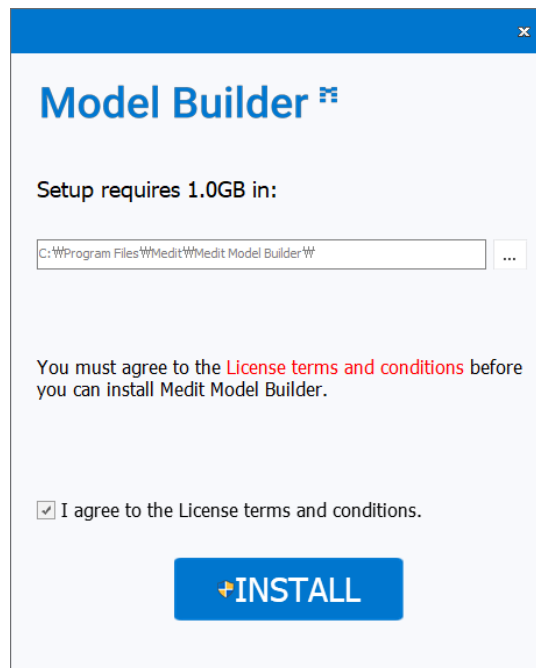 Model Builder
Setup requires 1.0GB in:
C:₩Program Files₩Medit₩Medit Model Builder₩
...
You must agree to the License terms and conditions before
you can install Medit Model Builder.
I agree to the License terms and conditions.
INSTALL